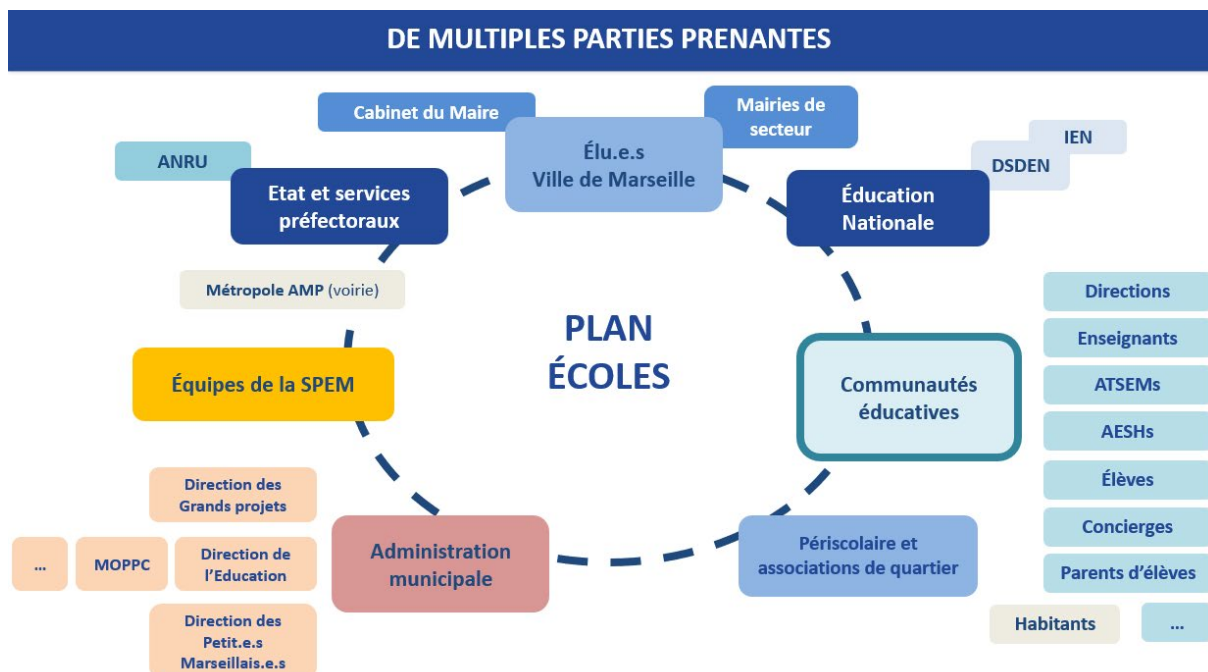 DE MULTIPLES PARTIES PRENANTES
Cabinet du Maire
Mairies de
secteur
Élu.e.s
Ville de Marseille
IEN
DSDEN
ANRU
Etat et services
préfectoraux
Éducation
Nationale
Métropole AMP (voirie)
PLAN
ÉCOLES
Équipes de la SPEM
Communautés
éducatives
Directions
Enseignants
ATSEMs
AESHs
Élèves
Concierges
Parents d'élèves
Habitants
...
Direction des
Grands projets
...
MOPPC
Direction de
l'Education
Direction des
Petit.e.s
Marseillais.e.s
Administration
municipale
Périscolaire et
associations de quartier